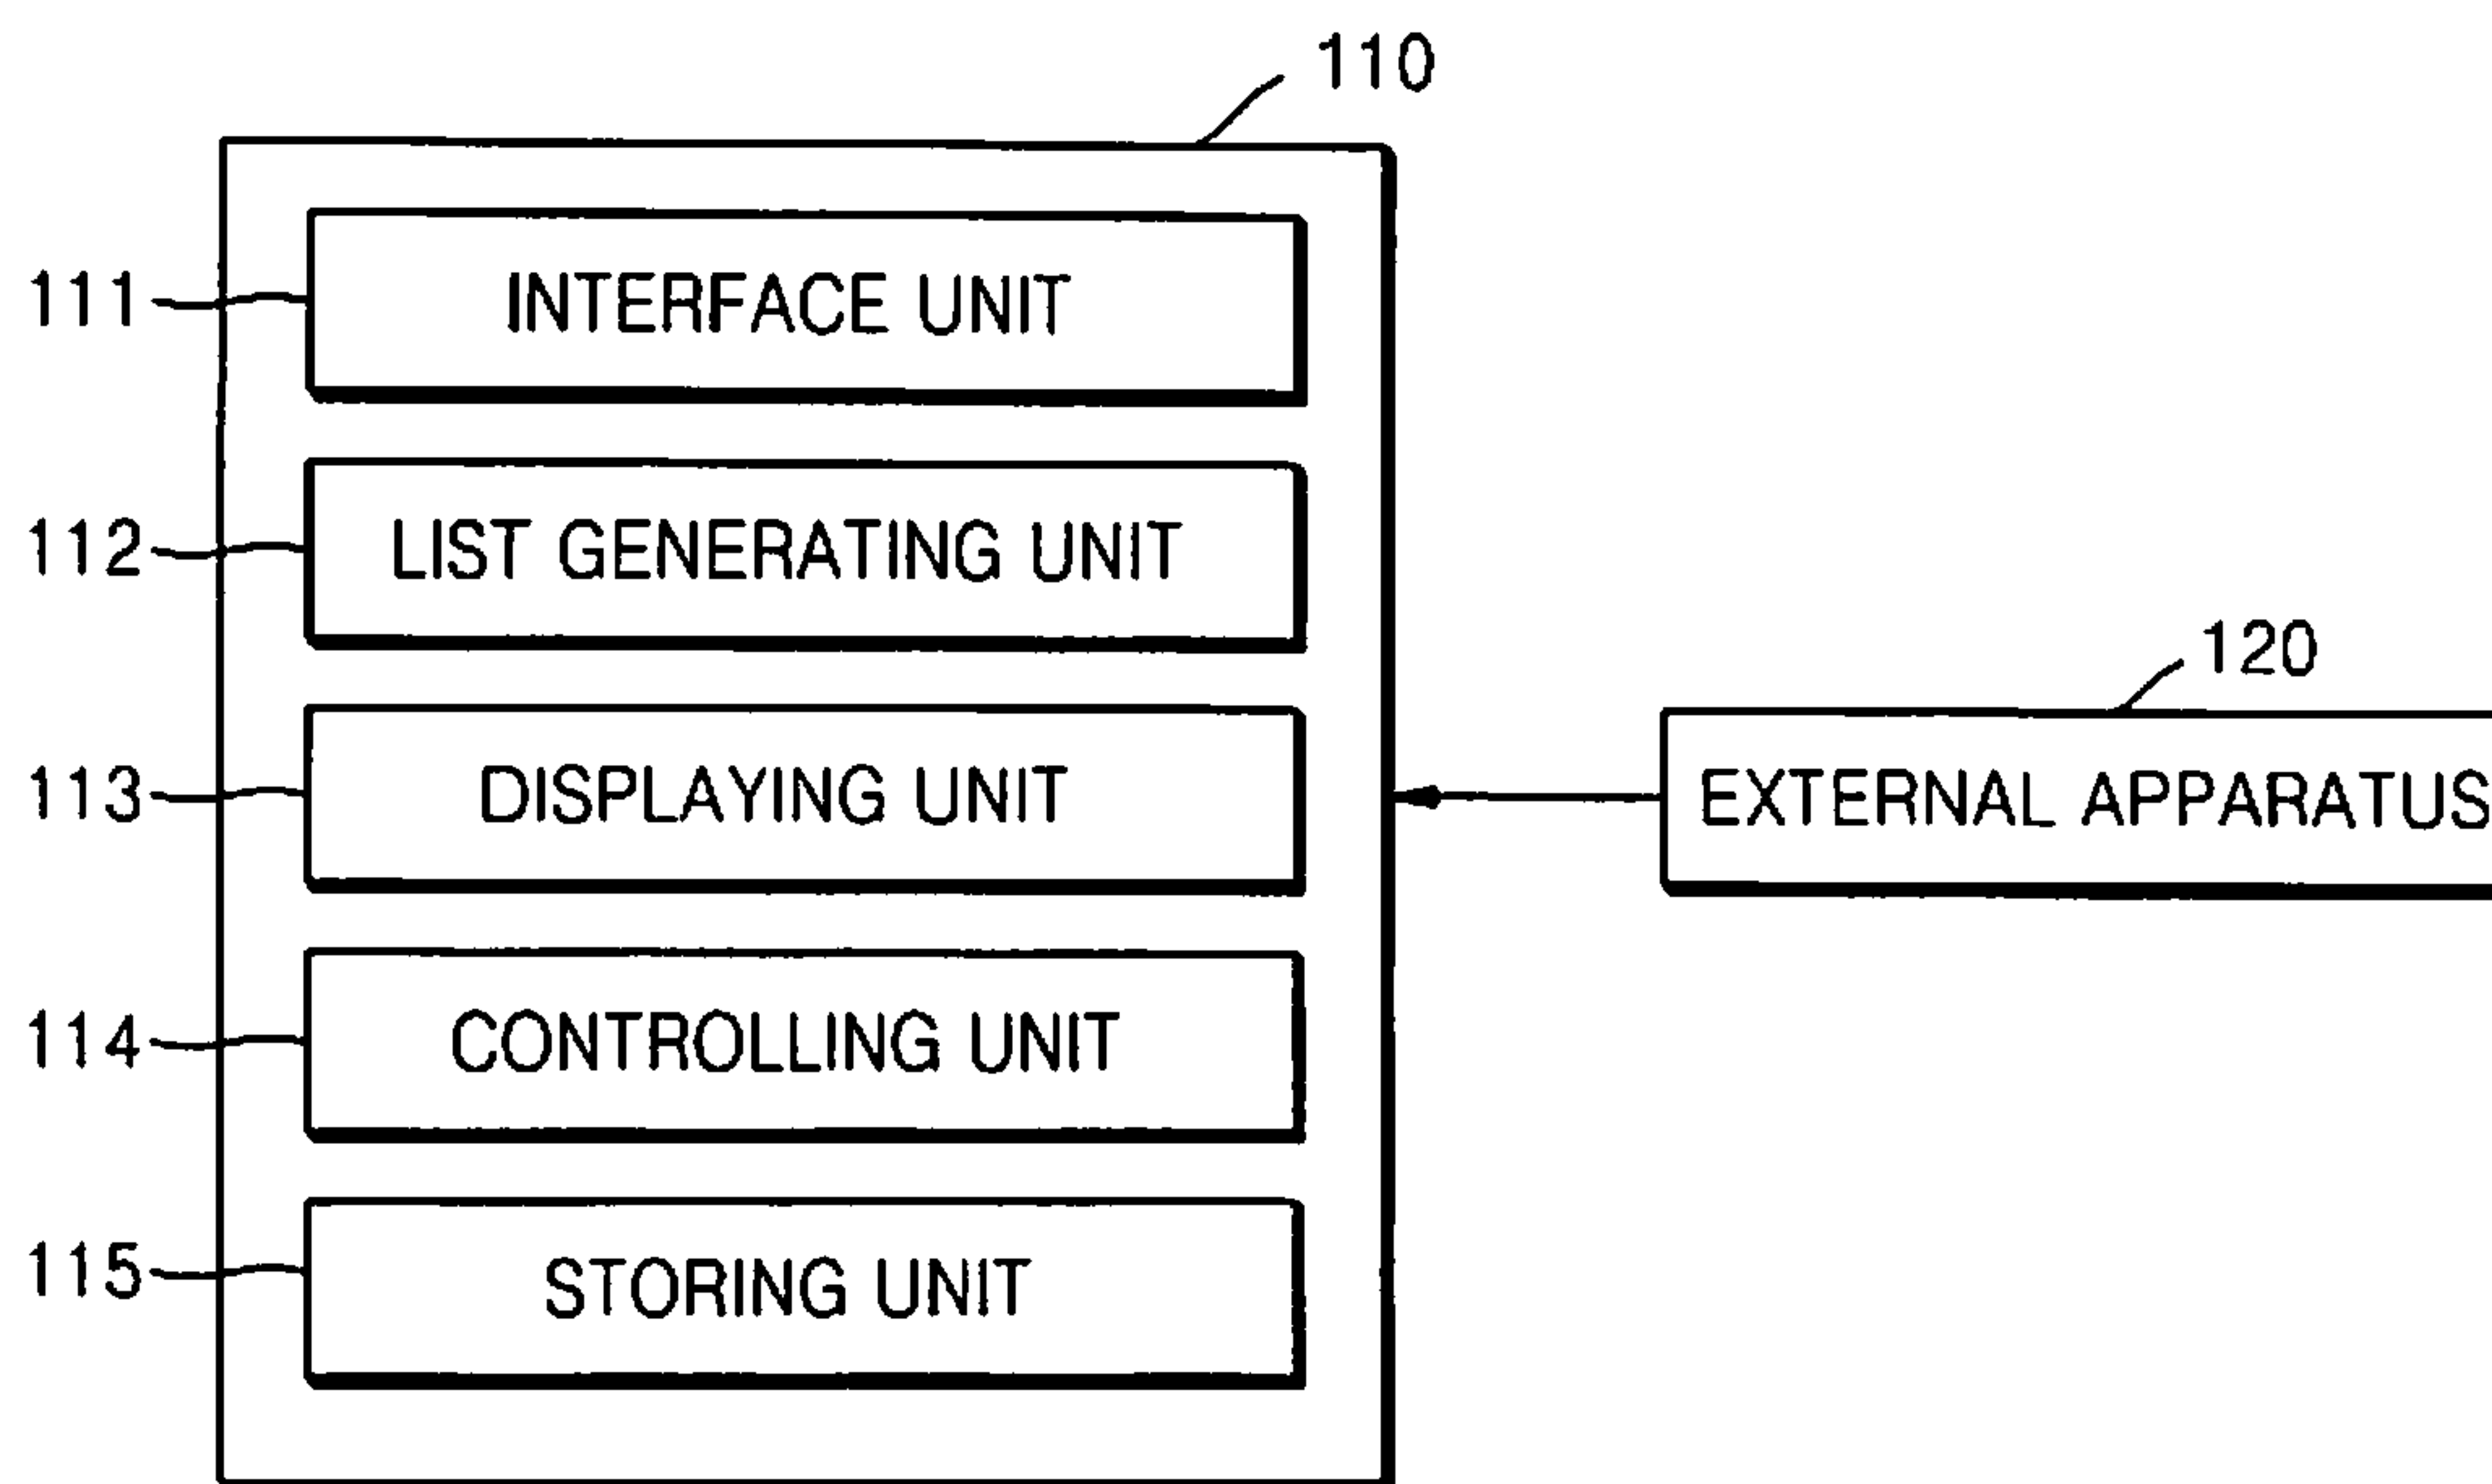 110
111
INTERFACE UNIT
112
LIST GENERATING UNIT
120
113
DISPLAYING UNIT
EXTERNAL APPARATUS
114
CONTROLLING UNIT
115
STORING UNIT